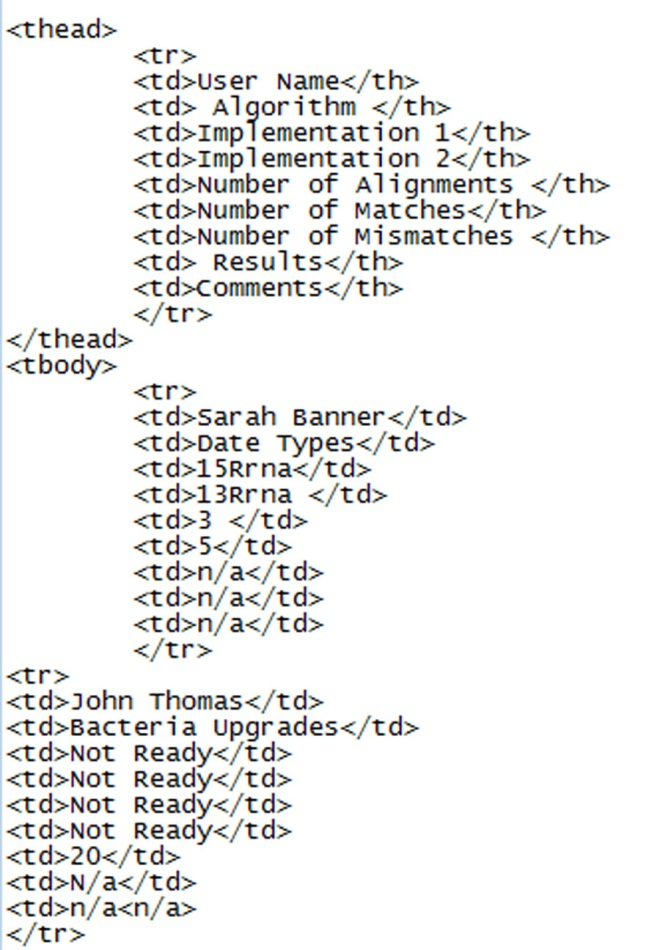 <thead>
<tr>
<td>User Name</th>
<td> Algorithm </th>
<td>Implementation 1</th>
<td>Implementation 2</th>
<td>Number of Alignments </th>
<td>Number of Matches</th>
<td>Number of Mismatches </th>
<td> Results</th>
<td>Comments</th>
</tr>
</thead>
<tbody>
<tr>
<td>Sarah Banner</td>
<td>Date Types</td>
<td>15Rrna</td>
<td>13Rrna </td>
<td>3 </td>
<td>5</td>
<td>n/a</td>
<td>n/a</td>
<td>n/a</td>
</tr>
<tr>
<td>John Thomas</td>
<td>Bacteria Upgrades</td>
<td>Not Ready</td>
<td>Not Ready</td>
<td>Not Ready</td>
<td>Not Ready</td>
<td>20</td>
<td>N/a</td>
<td>n/a<n/a>
</tr>